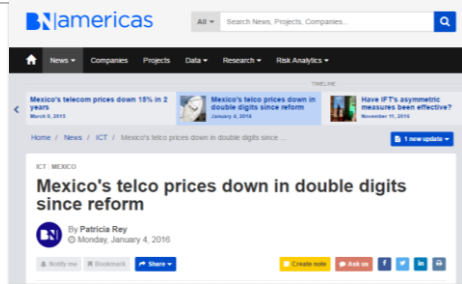 BNamericas
All
Search News, Projects, Companies...
News
Companies
Projects
Data
Research
Risk Analytics
TIMELINE
Mexico's telecom prices down 15% in 2
years
March 5, 2015
Mexico's telco prices down in
double digits since reform
January 4, 2016
Have IFT's asymmetric
measures been effective?
November 11, 2016
Home / News / ICT / Mexico's telco prices down in double digits since ...
1 new update
ICT - MEXICO
Mexico's telco prices down in double digits
since reform
BN
By Patricia Rey
Monday, January 4, 2016
Notify me
Bookmark
Share
Create note
Ask us